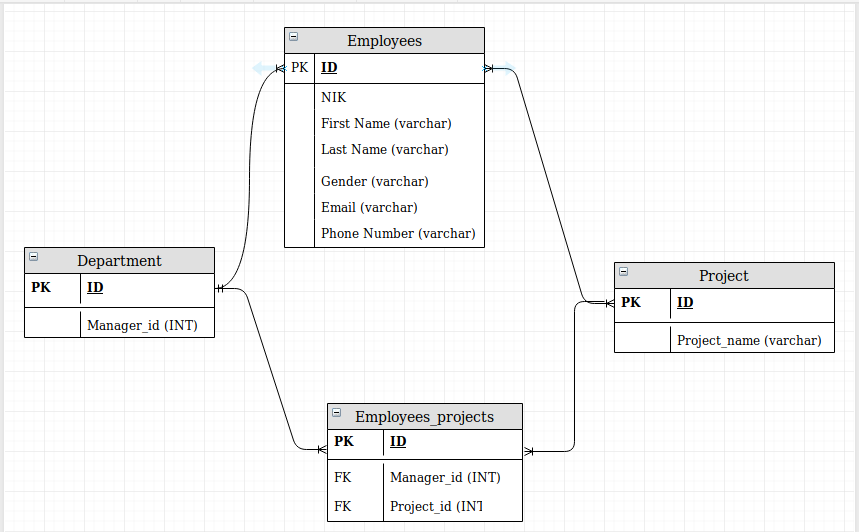 Employees
PK ID
NIK
First Name (varchar)
Last Name (varchar)
Gender (varchar)
Email (varchar)
Phone Number (varchar)
Department
PK ID
Manager_id (INT)
Project
PK ID
Project_name (varchar)
Employees_projects
PK ID
FK Manager_id (INT)
FK Project_id (INT